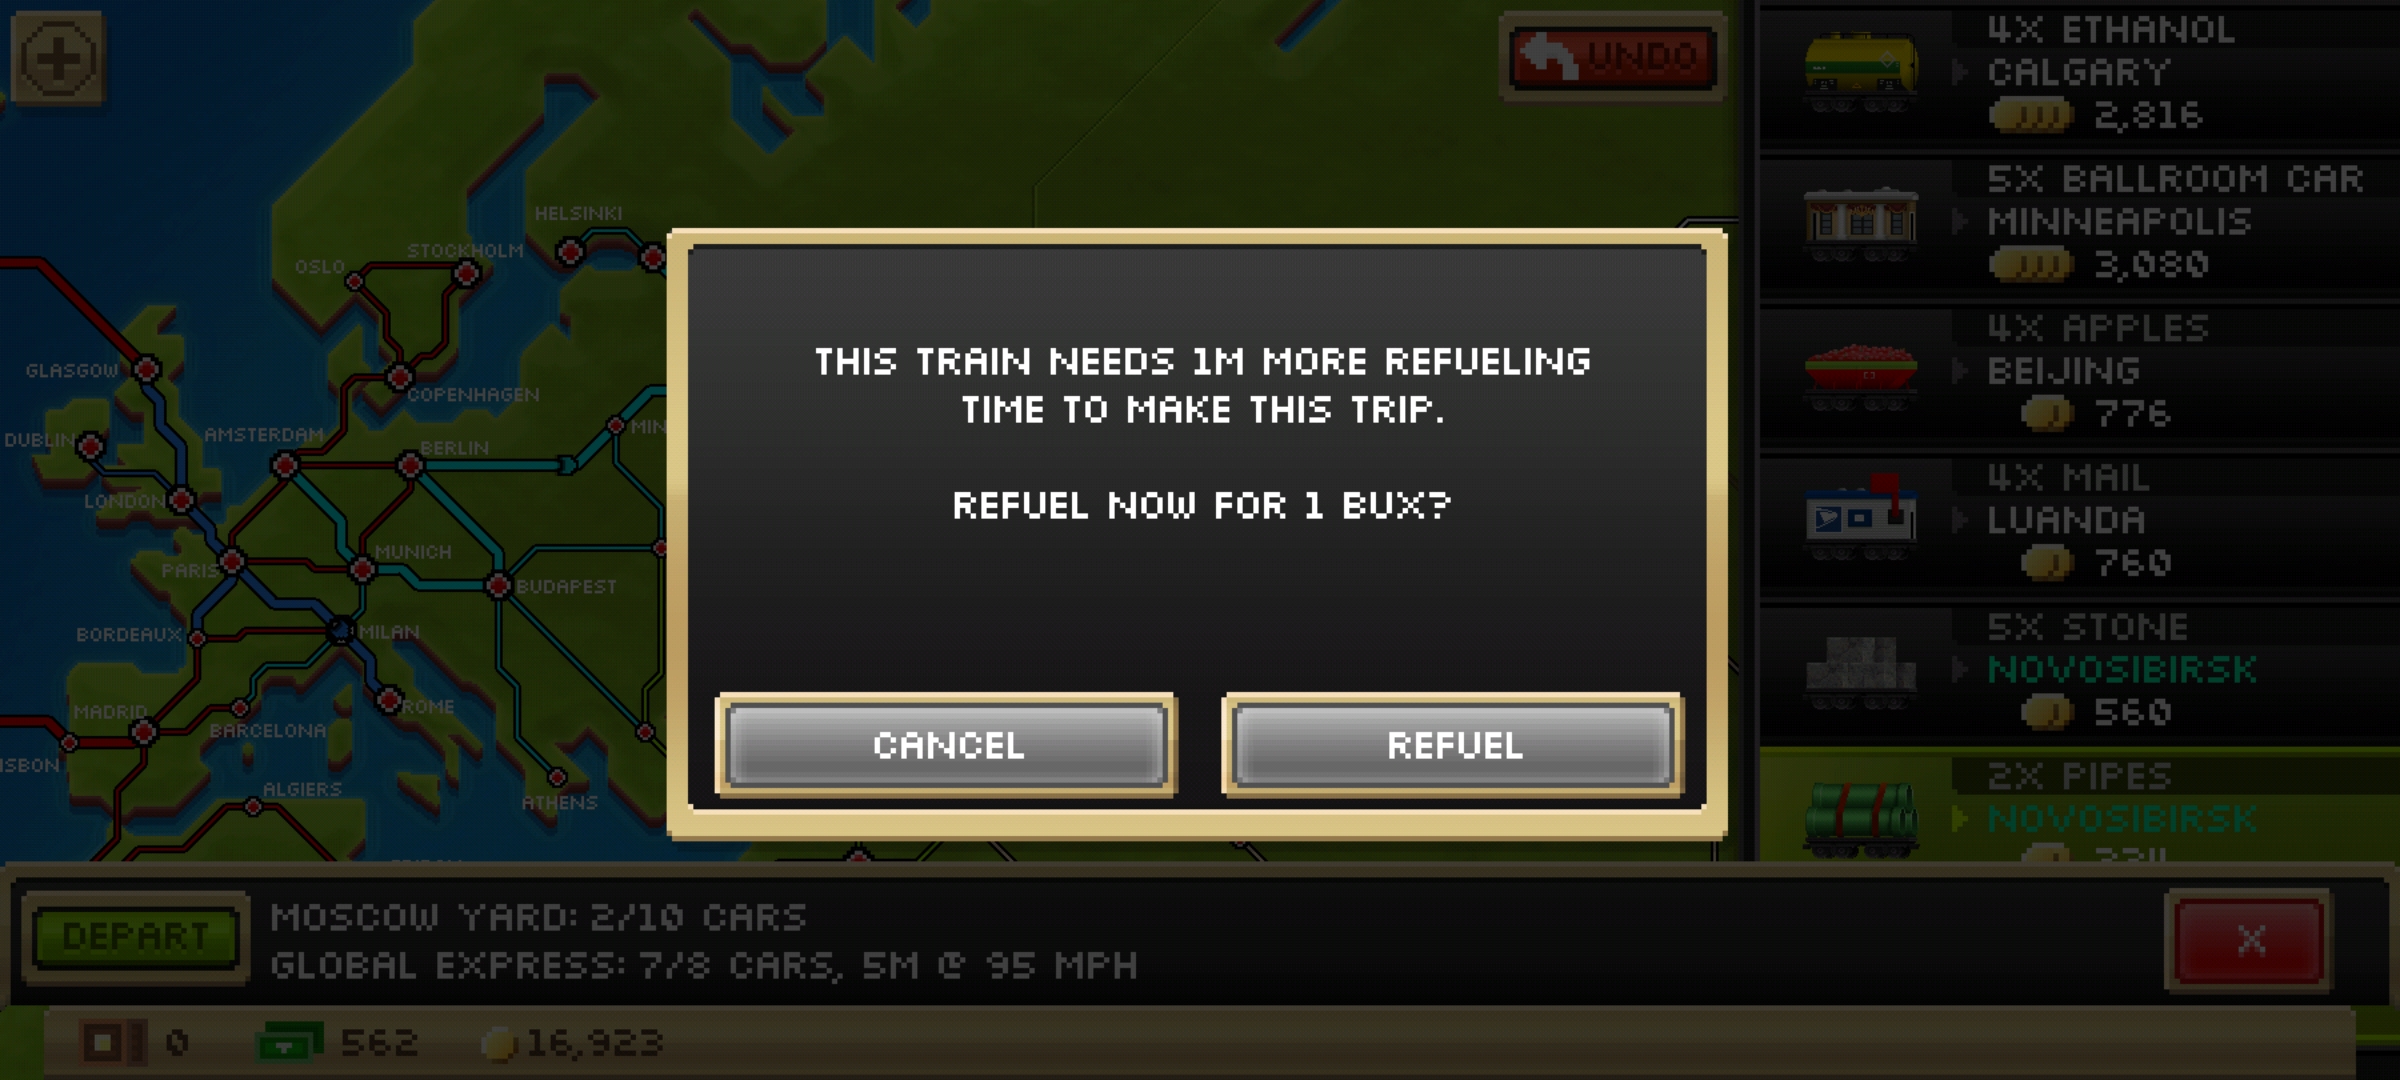 UNDO
HELSINKI
STOCKHOLM
OSLO
GLASGOW
COPENHAGEN
DUBLIN
AMSTERDAM
BERLIN
MIN
LONDON
MUNICH
PARIS
BUDAPEST
BORDEAUX
MILAN
MADRID
ROME
BARCELONA
ISBON
ALGIERS
ATHENS
THIS TRAIN NEEDS 1M MORE REFUELING
TIME TO MAKE THIS TRIP.
REFUEL NOW FOR 1 BUX?
CANCEL
REFUEL
4X ETHANOL
CALGARY
2,816
5X BALLROOM CAR
MINNEAPOLIS
3,080
4X APPLES
BEIJING
776
4X MAIL
LUANDA
760
5X STONE
NOVOSIBIRSK
560
2X PIPES
NOVOSIBIRSK
DEPART
MOSCOW YARD: 2/10 CARS
GLOBAL EXPRESS: 7/8 CARS, 5M @ 95 MPH
X
0
562
16,923